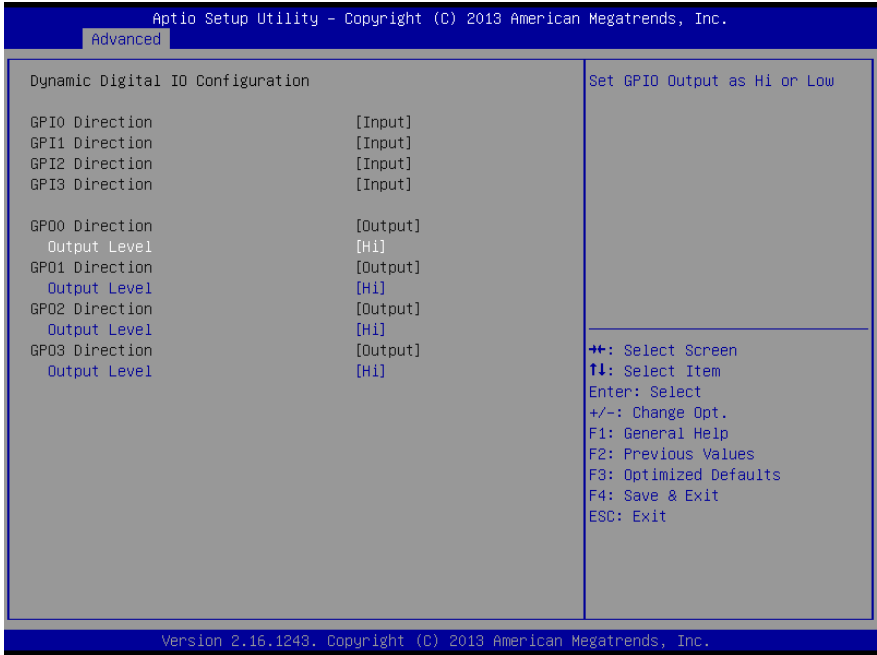 Aptio Setup Utility – Copyright (C) 2013 American Megatrends, Inc.
Advanced
Dynamic Digital IO Configuration
GPI0 Direction [Input]
GPI1 Direction [Input]
GPI2 Direction [Input]
GPI3 Direction [Input]
GPO0 Direction [Output]
Output Level [Hi]
GPO1 Direction [Output]
Output Level [Hi]
GPO2 Direction [Output]
Output Level [Hi]
GPO3 Direction [Output]
Output Level [Hi]
Set GPIO Output as Hi or Low
→←: Select Screen
↑↓: Select Item
Enter: Select
+/-: Change Opt.
F1: General Help
F2: Previous Values
F3: Optimized Defaults
F4: Save & Exit
ESC: Exit
Version 2.16.1243. Copyright (C) 2013 American Megatrends, Inc.